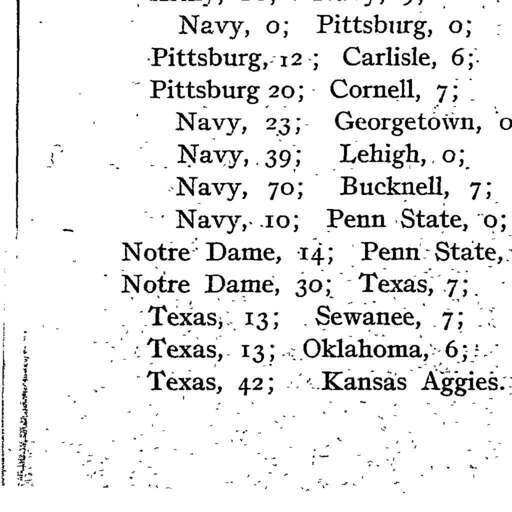 Navy, 0; Pittsburg, 0;
Pittsburg, 12; Carlisle, 6;
Pittsburg 20; Cornell, 7;
Navy, 23; Georgetown, 0
Navy, 39; Lehigh, 0;
Navy, 70; Bucknell, 7;
Navy, 10; Penn State, 0;
Notre Dame, 14; Penn State,
Notre Dame, 30; Texas, 7;
Texas, 13; Sewanee, 7;
Texas, 13; Oklahoma, 6;
Texas, 42; Kansas Aggies.